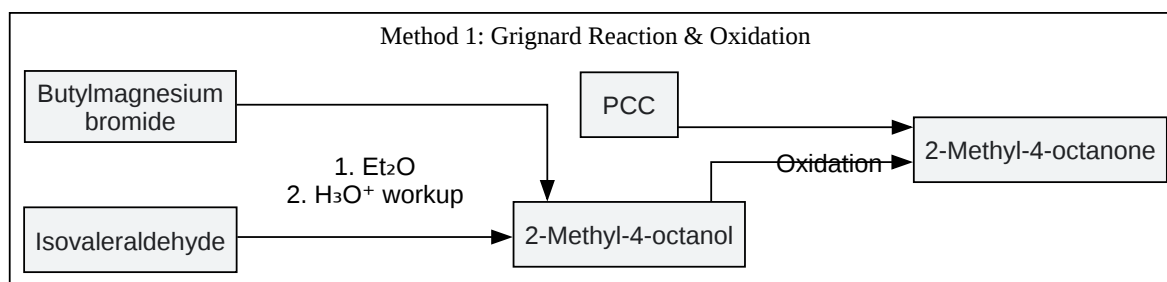 Method 1: Grignard Reaction & Oxidation
Butylmagnesium
bromide
PCC
2-Methyl-4-octanone
Oxidation
1. Et₂O
2. H₃O⁺ workup
Isovaleraldehyde
2-Methyl-4-octanol